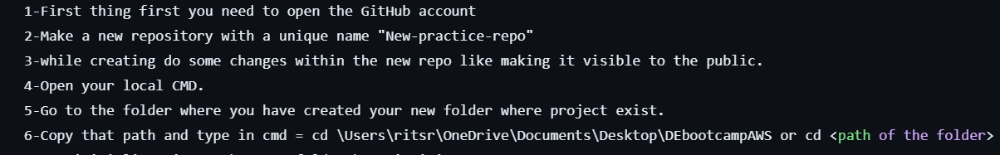 1-First thing first you need to open the GitHub account
2-Make a new repository with a unique name "New-practice-repo"
3-while creating do some changes within the new repo like making it visible to the public.
4-Open your local CMD.
5-Go to the folder where you have created your new folder where project exist.
6-Copy that path and type in cmd = cd \Users\ritsr\OneDrive\Documents\Desktop\DEbootcampAWS or cd <path of the folder>